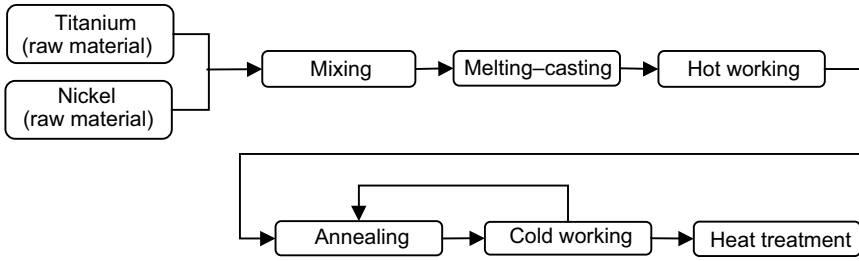 Titanium
(raw material)
Nickel
(raw material)
Mixing
Melting–casting
Hot working
Annealing
Cold working
Heat treatment